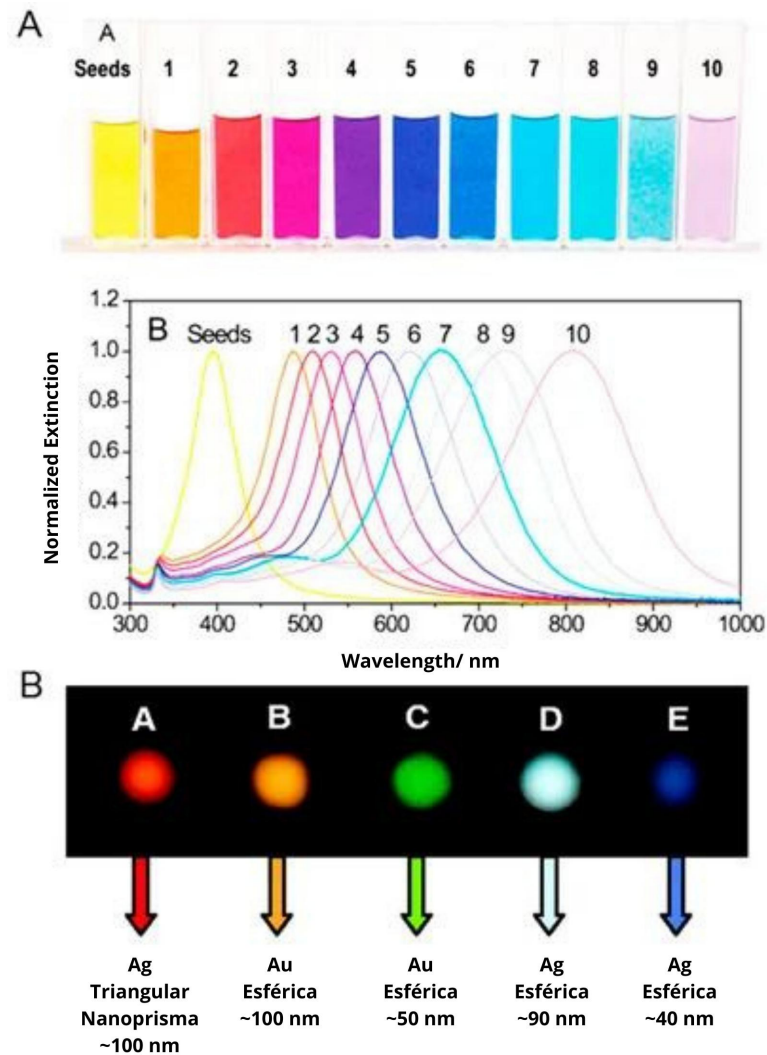 A
A
Seeds 1 2 3 4 5 6 7 8 9 10
B Seeds 1 2 3 4 5 6 7 8 9 10
Normalized Extinction
1.2
1.0
0.8
0.6
0.4
0.2
0.0
300 400 500 600 700 800 900 1000
Wavelength/ nm
B
A B C D E
Ag
Triangular
Nanoprisma
~100 nm
Au
Esférica
~100 nm
Au
Esférica
~50 nm
Ag
Esférica
~90 nm
Ag
Esférica
~40 nm